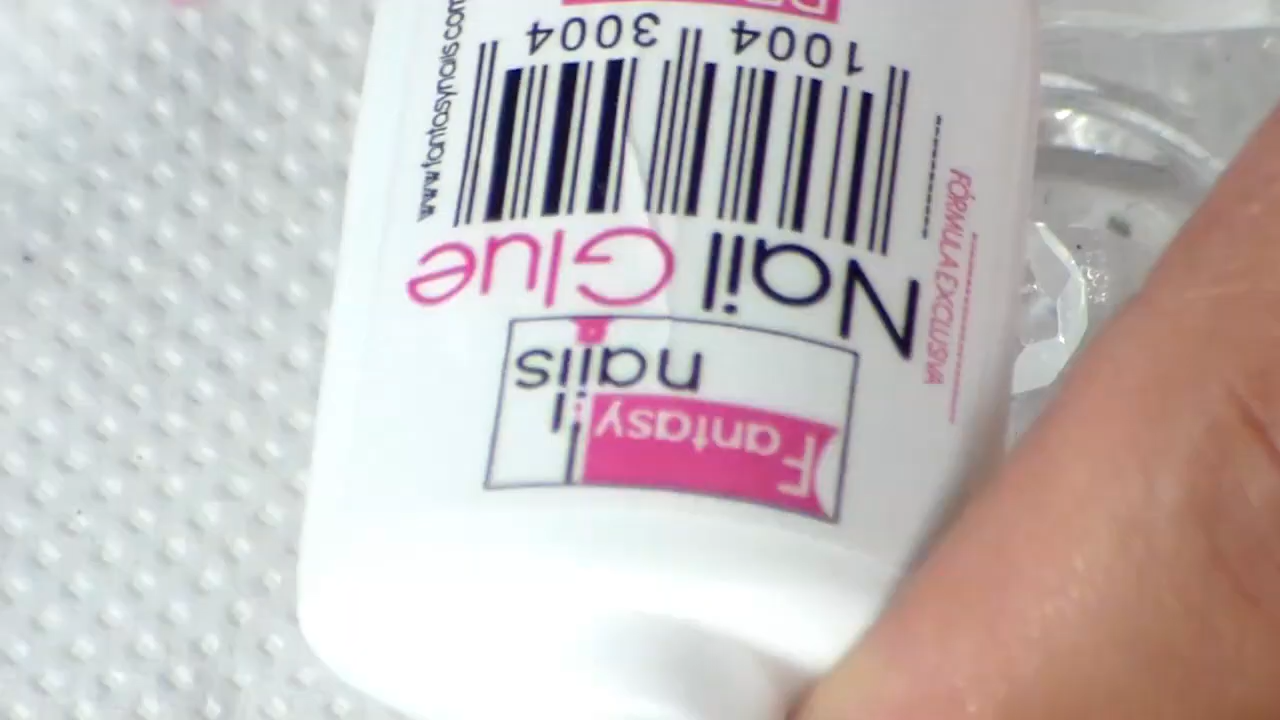 Fantasy
nails
Nail Glue
1004 3004
www.fantasynails.com
FÓRMULA EXCLUSIVA